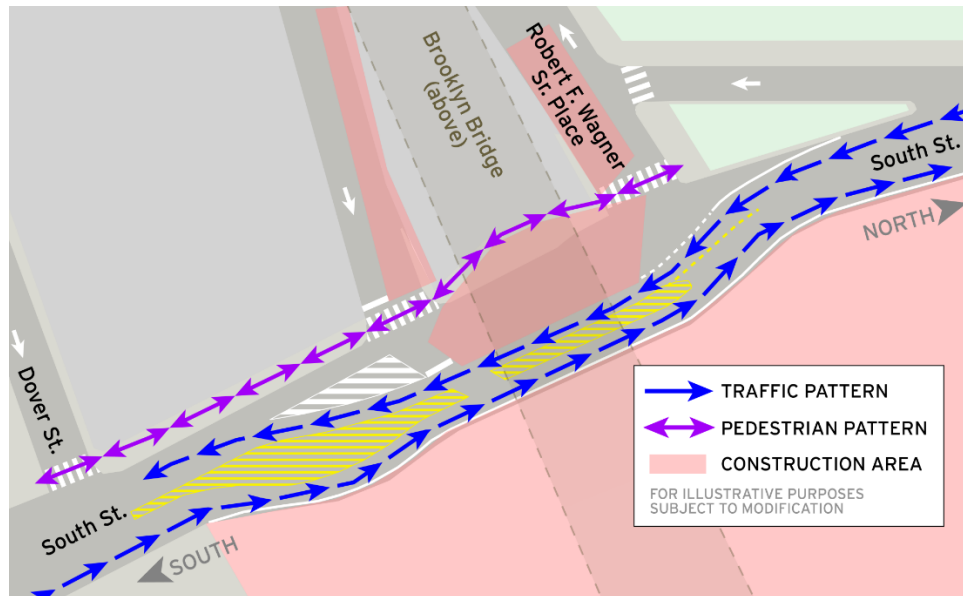 Brooklyn Bridge
(above)
Robert F. Wagner
Sr. Place
South St.
NORTH
Dover St.
South St.
SOUTH
TRAFFIC PATTERN
PEDESTRIAN PATTERN
CONSTRUCTION AREA
FOR ILLUSTRATIVE PURPOSES
SUBJECT TO MODIFICATION